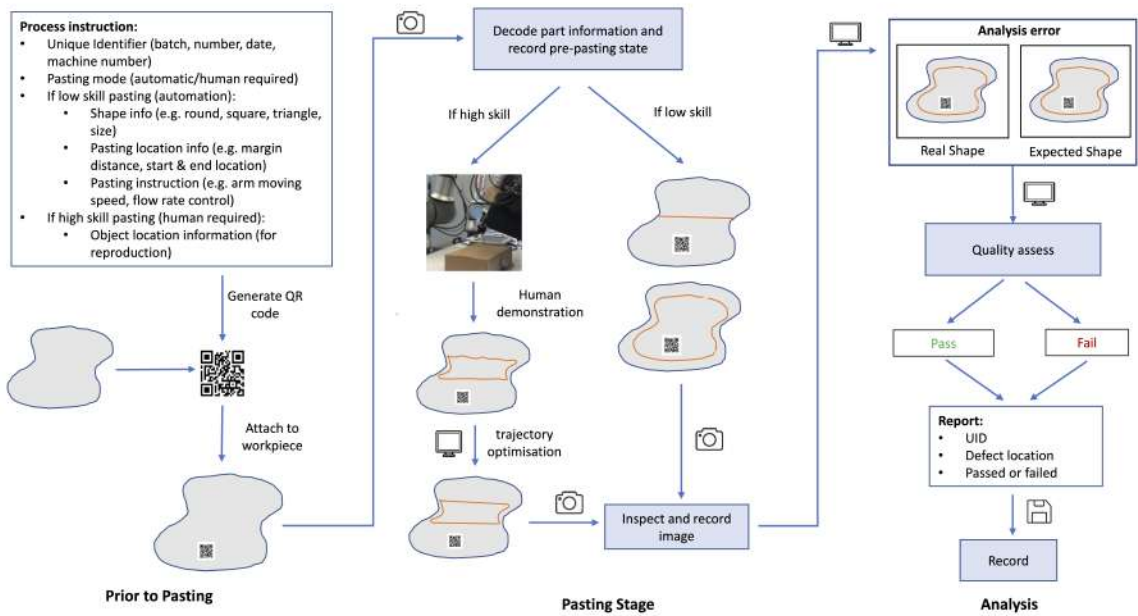 Process instruction:
• Unique Identifier (batch, number, date,
machine number)
• Pasting mode (automatic/human required)
• If low skill pasting (automation):
• Shape info (e.g. round, square, triangle,
size)
• Pasting location info (e.g. margin
distance, start & end location)
• Pasting instruction (e.g. arm moving
speed, flow rate control)
• If high skill pasting (human required):
• Object location information (for
reproduction)
Generate QR
code
Attach to
workpiece
Prior to Pasting
Decode part information and
record pre-pasting state
If high skill
If low skill
Human
demonstration
trajectory
optimisation
Inspect and record
image
Pasting Stage
Analysis error
Real Shape
Expected Shape
Quality assess
Pass
Fail
Report:
• UID
• Defect location
• Passed or failed
Record
Analysis